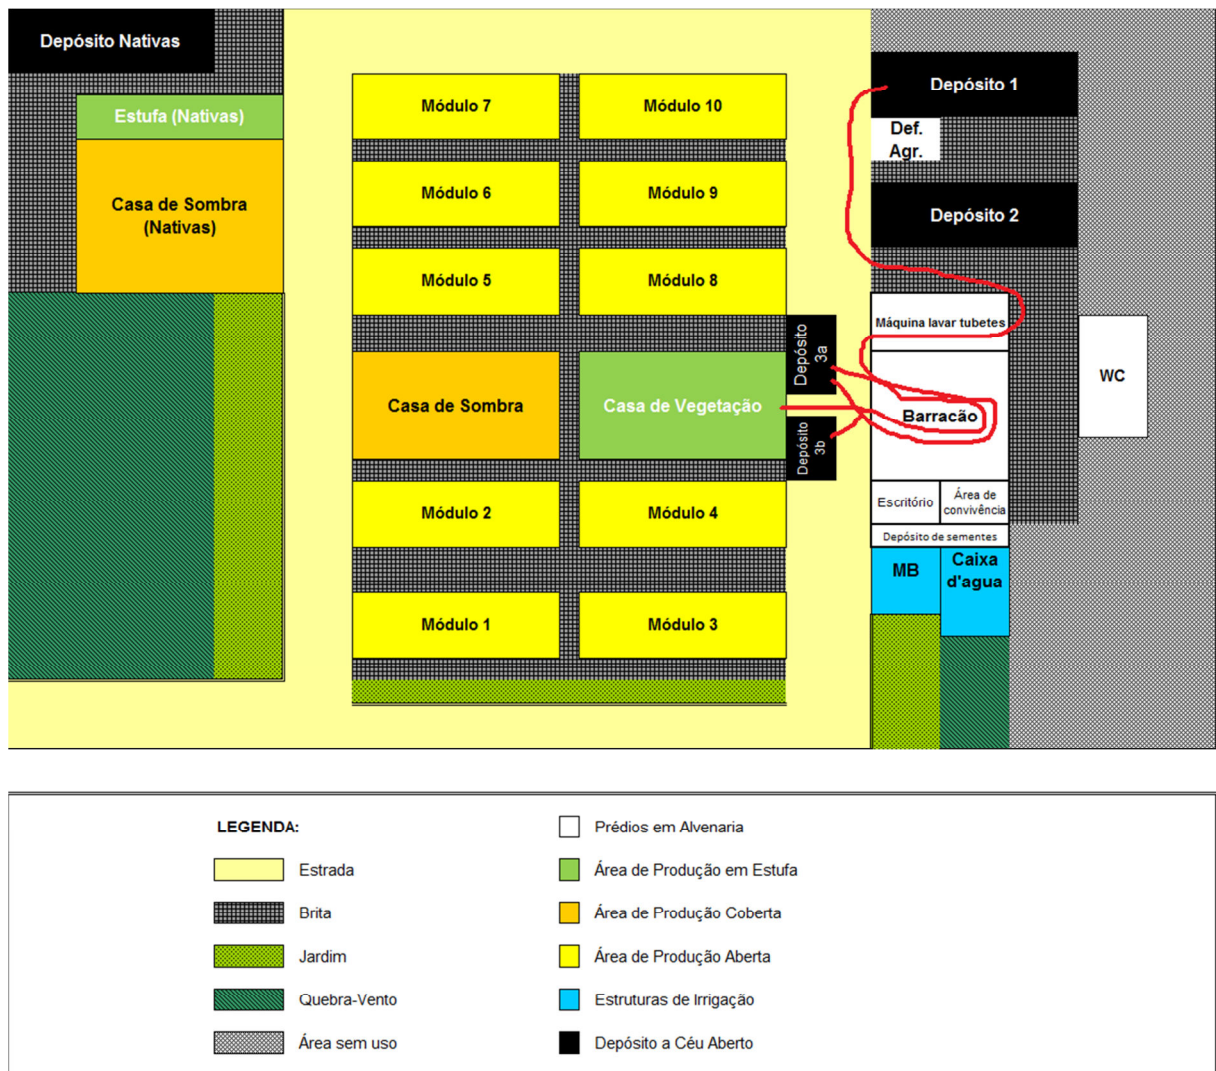 Depósito Nativas
Estufa (Nativas)
Casa de Sombra
(Nativas)
Módulo 7
Módulo 10
Módulo 6
Módulo 9
Módulo 5
Módulo 8
Casa de Sombra
Casa de Vegetação
Depósito
3a
Depósito
3b
Módulo 2
Módulo 4
Módulo 1
Módulo 3
Depósito 1
Def.
Agr.
Depósito 2
Máquina lavar tubetes
Barracão
WC
Escritório
Área de
convivência
Depósito de sementes
MB
Caixa
d'agua
LEGENDA:
Estrada
Brita
Jardim
Quebra-Vento
Área sem uso
Prédios em Alvenaria
Área de Produção em Estufa
Área de Produção Coberta
Área de Produção Aberta
Estruturas de Irrigação
Depósito a Céu Aberto